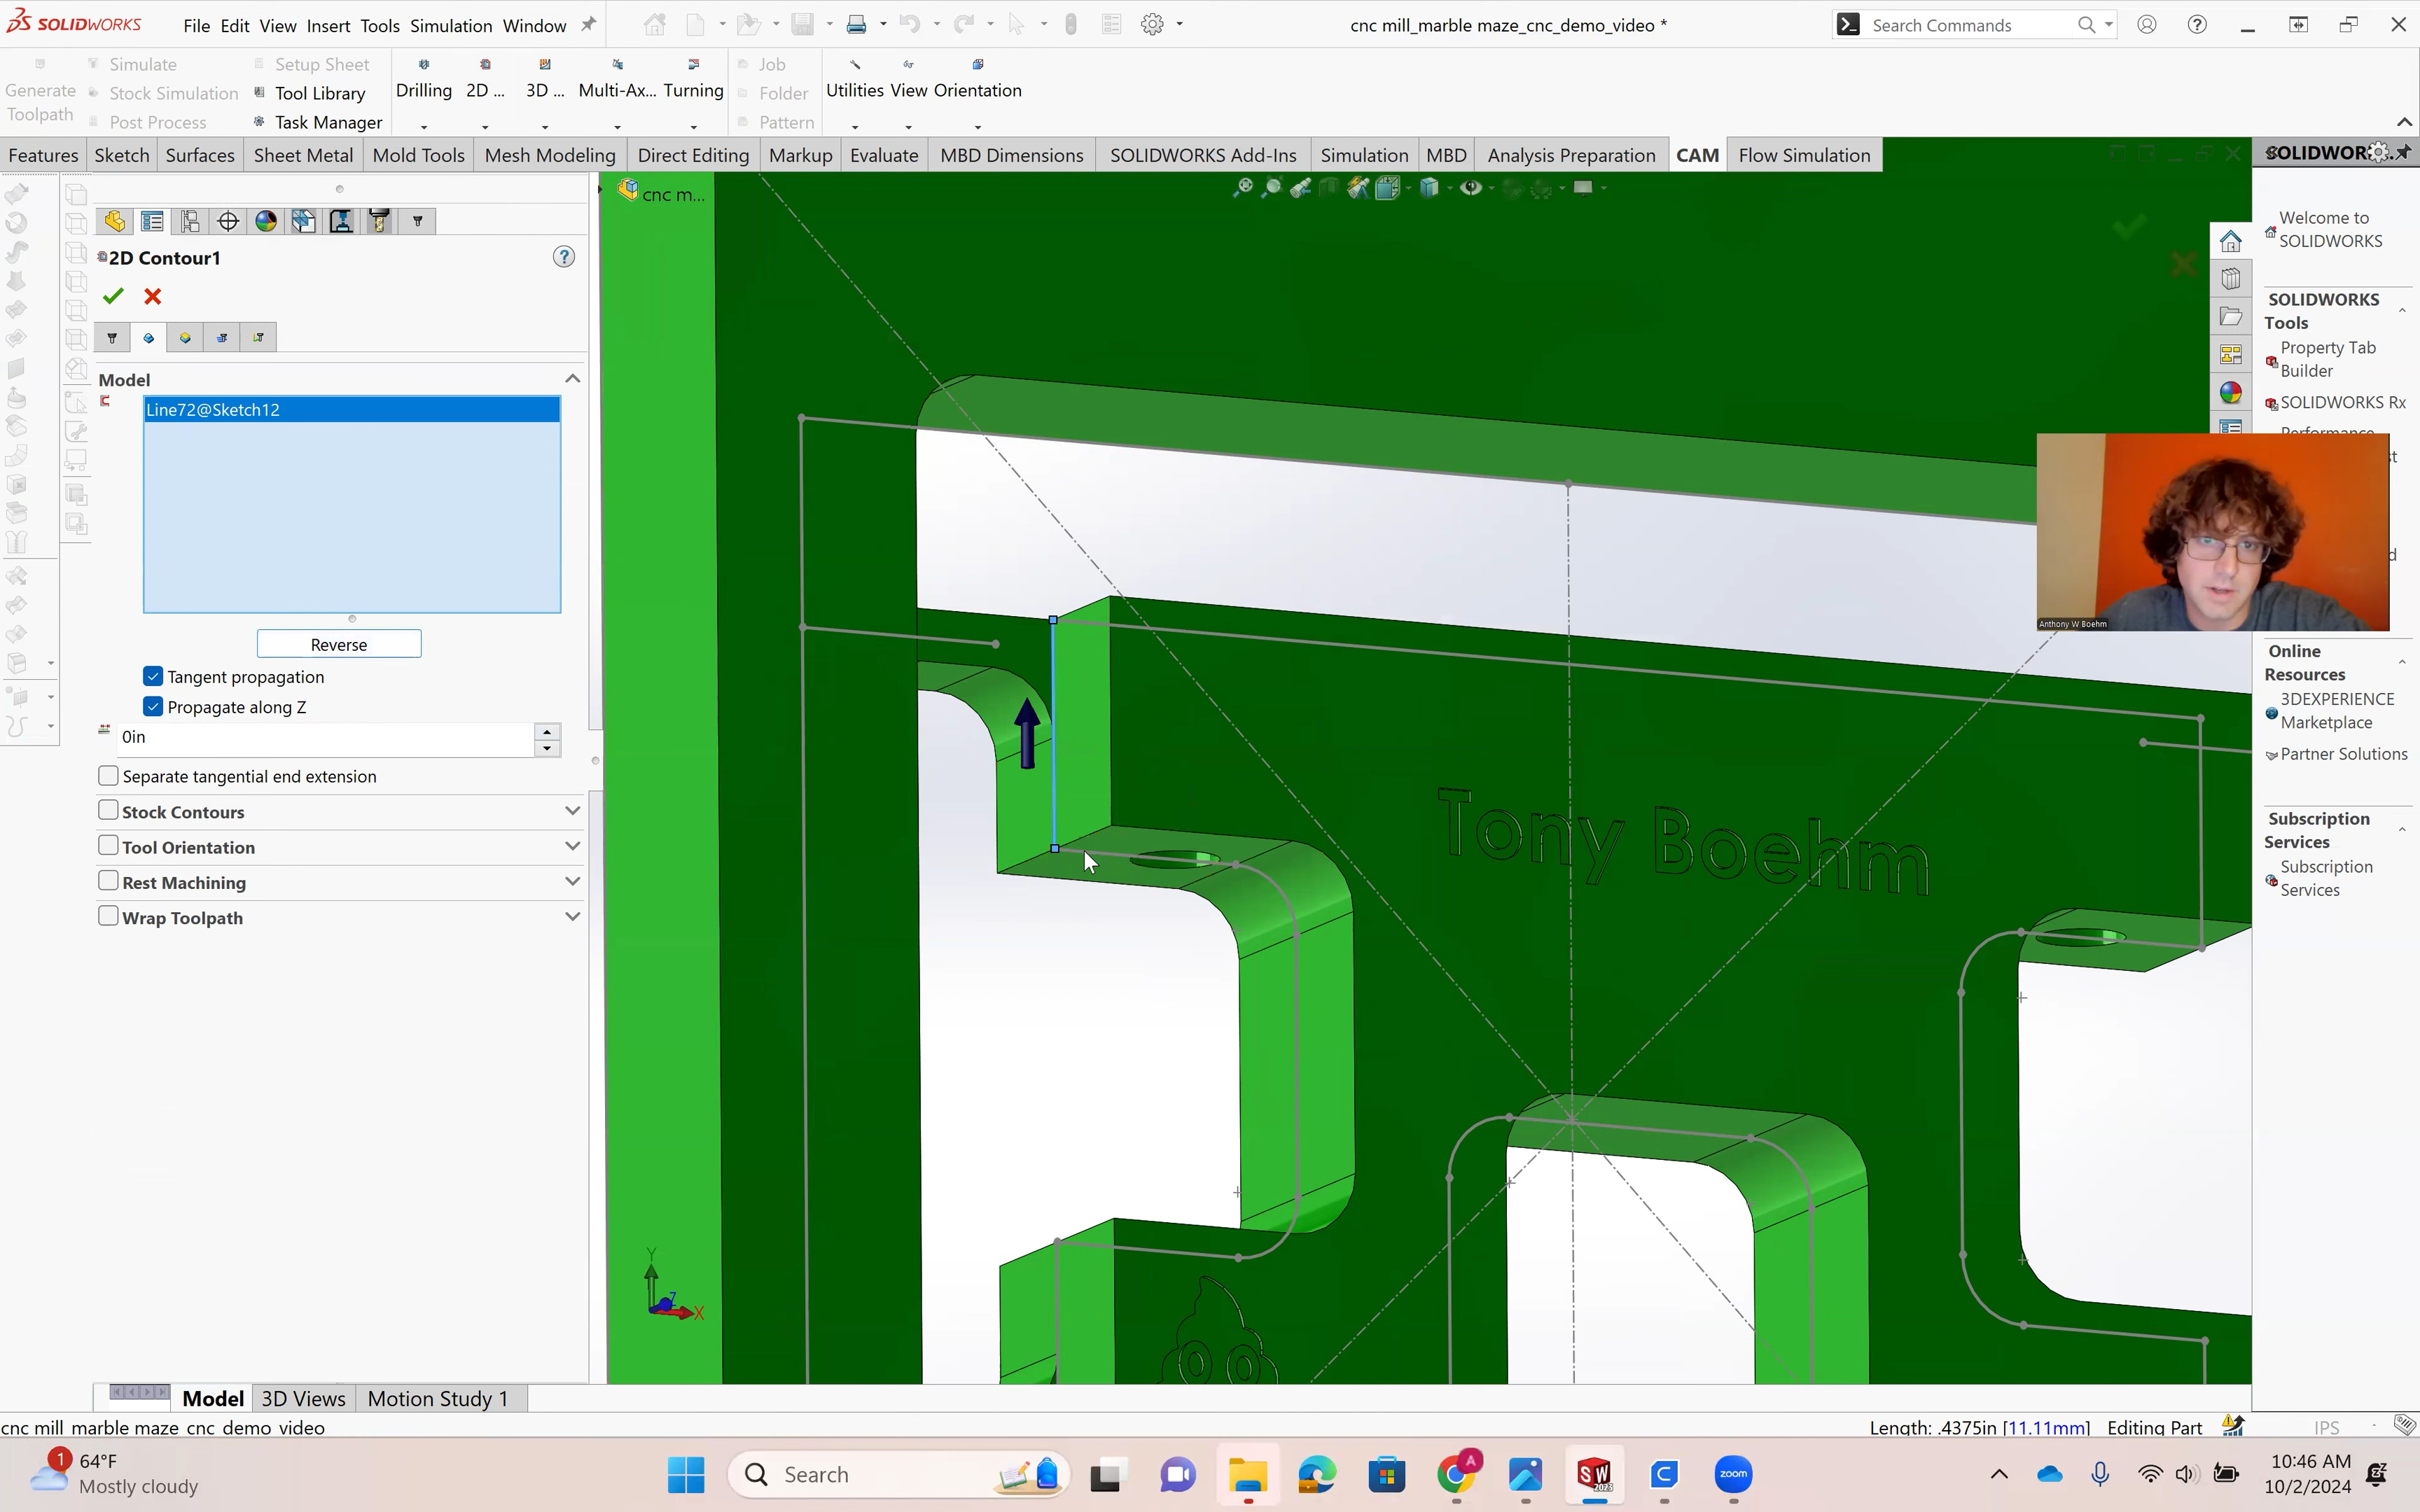 SOLIDWORKS File Edit View Insert Tools Simulation Window
cnc mill_marble maze_cnc_demo_video *
Search Commands
Generate Toolpath
Simulate
Stock Simulation
Post Process
Setup Sheet
Tool Library
Task Manager
Drilling 2D ... 3D ... Multi-Ax... Turning
Job
Folder
Pattern
Utilities View Orientation
Features Sketch Surfaces Sheet Metal Mold Tools Mesh Modeling Direct Editing Markup Evaluate MBD Dimensions SOLIDWORKS Add-Ins Simulation MBD Analysis Preparation CAM Flow Simulation
cnc m...
2D Contour1
Model
Line72@Sketch12
Reverse
Tangent propagation
Propagate along Z
0in
Separate tangential end extension
Stock Contours
Tool Orientation
Rest Machining
Wrap Toolpath
Tony Boehm
Y
Z
X
Anthony W. Boehm
Welcome to
SOLIDWORKS
SOLIDWORKS
Tools
Property Tab
Builder
SOLIDWORKS Rx
Online
Resources
3DEXPERIENCE
Marketplace
Partner Solutions
Subscription
Services
Subscription
Services
Model 3D Views Motion Study 1
cnc mill_marble maze_cnc_demo_video
Length: .4375in [11.11mm] Editing Part IPS
1
64°F
Mostly cloudy
Search
A
SW
2023
zoom
10:46 AM
10/2/2024